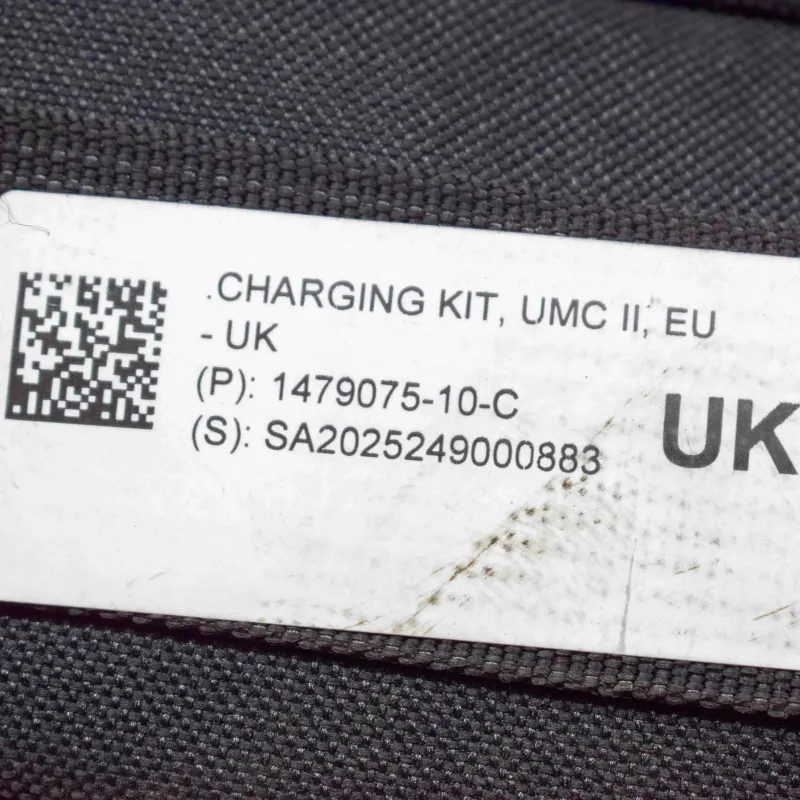 .CHARGING KIT, UMC II, EU
- UK
(P): 1479075-10-C
(S): SA2025249000883
UK